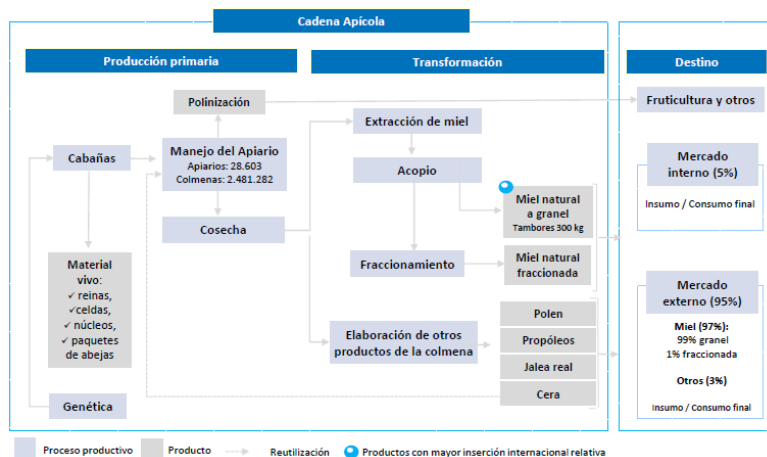 Cadena Apícola
Producción primaria
Transformación
Destino
Polinización
Fruticultura y otros
Extracción de miel
Cabañas
Manejo del Apiario
Apiarios: 28.603
Colmenas: 2.481.282
Mercado
interno (5%)
Insumo / Consumo final
Acopio
Miel natural
a granel
Tambores 300 kg
Cosecha
Material
vivo:
✓ reinas,
✓celdas,
✓ núcleos,
✓ paquetes
de abejas
Fraccionamiento
Miel natural
fraccionada
Mercado
externo (95%)
Miel (97%):
99% granel
1% fraccionada
Otros (3%)
Insumo / Consumo final
Elaboración de otros
productos de la colmena
Polen
Propóleos
Jalea real
Cera
Genética
Proceso productivo
Producto
Reutilización
Productos con mayor inserción internacional relativa